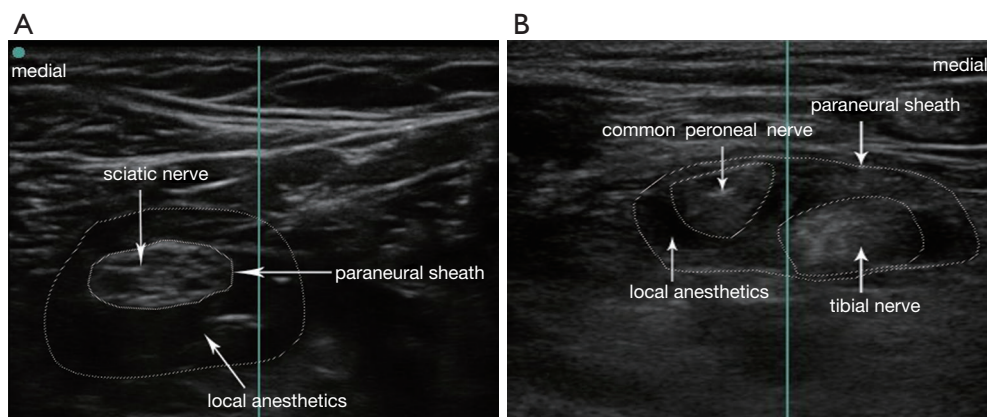 A
medial
sciatic nerve
paraneural sheath
local anesthetics
B
medial
paraneural sheath
common peroneal nerve
local anesthetics
tibial nerve